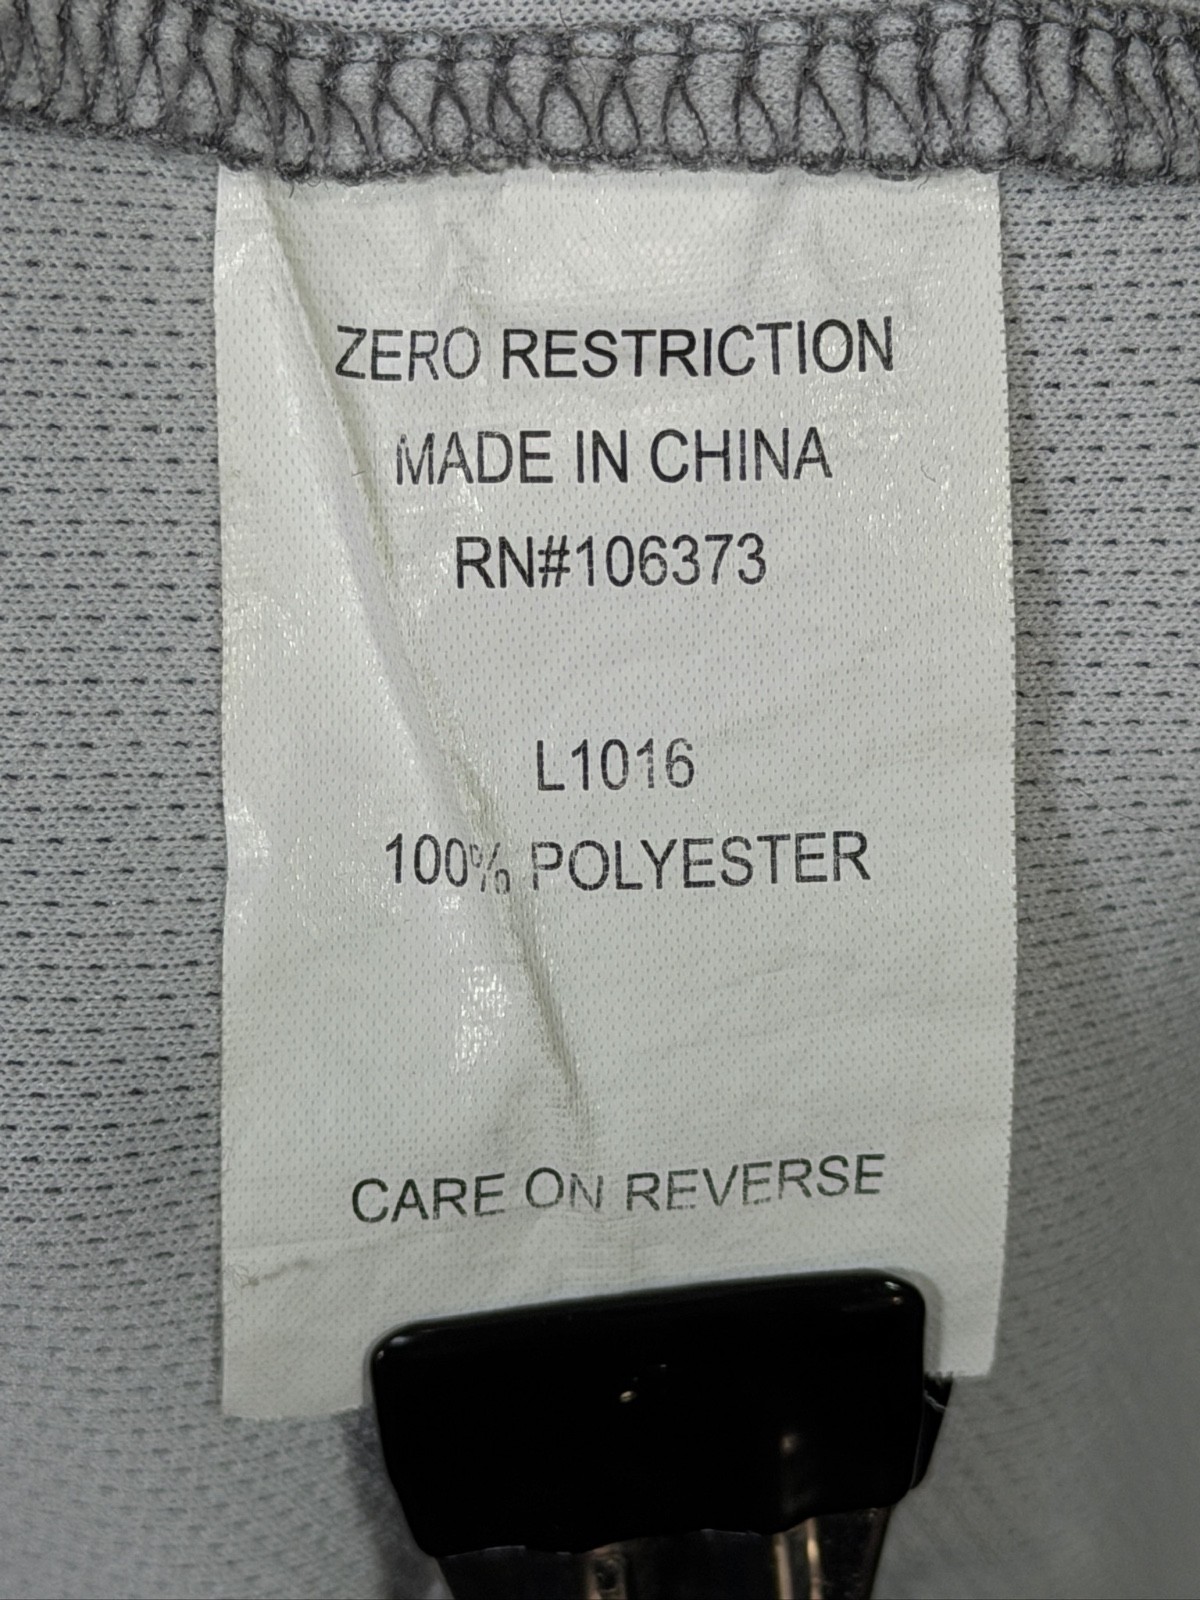 ZERO RESTRICTION
MADE IN CHINA
RN#106373
L1016
100% POLYESTER
CARE ON REVERSE